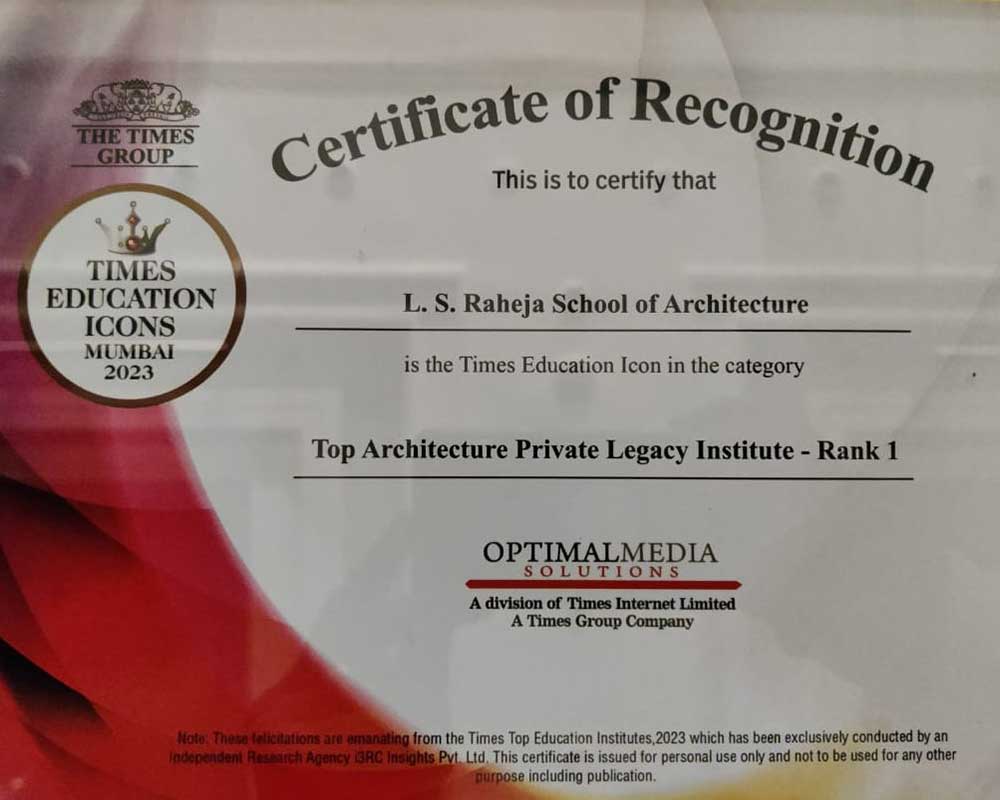 THE TIMES
GROUP
Certificate of Recognition
This is to certify that
TIMES
EDUCATION
ICONS
MUMBAI
2023
L. S. Raheja School of Architecture
is the Times Education Icon in the category
Top Architecture Private Legacy Institute - Rank 1
OPTIMALMEDIA
SOLUTIONS
A division of Times Internet Limited
A Times Group Company
Note: These felicitations are emanating from the Times Top Education Institutes,2023 which has been exclusively conducted by an
Independent Research Agency i3RC Insights Pvt. Ltd. This certificate is issued for personal use only and not to be used for any other
purpose including publication.